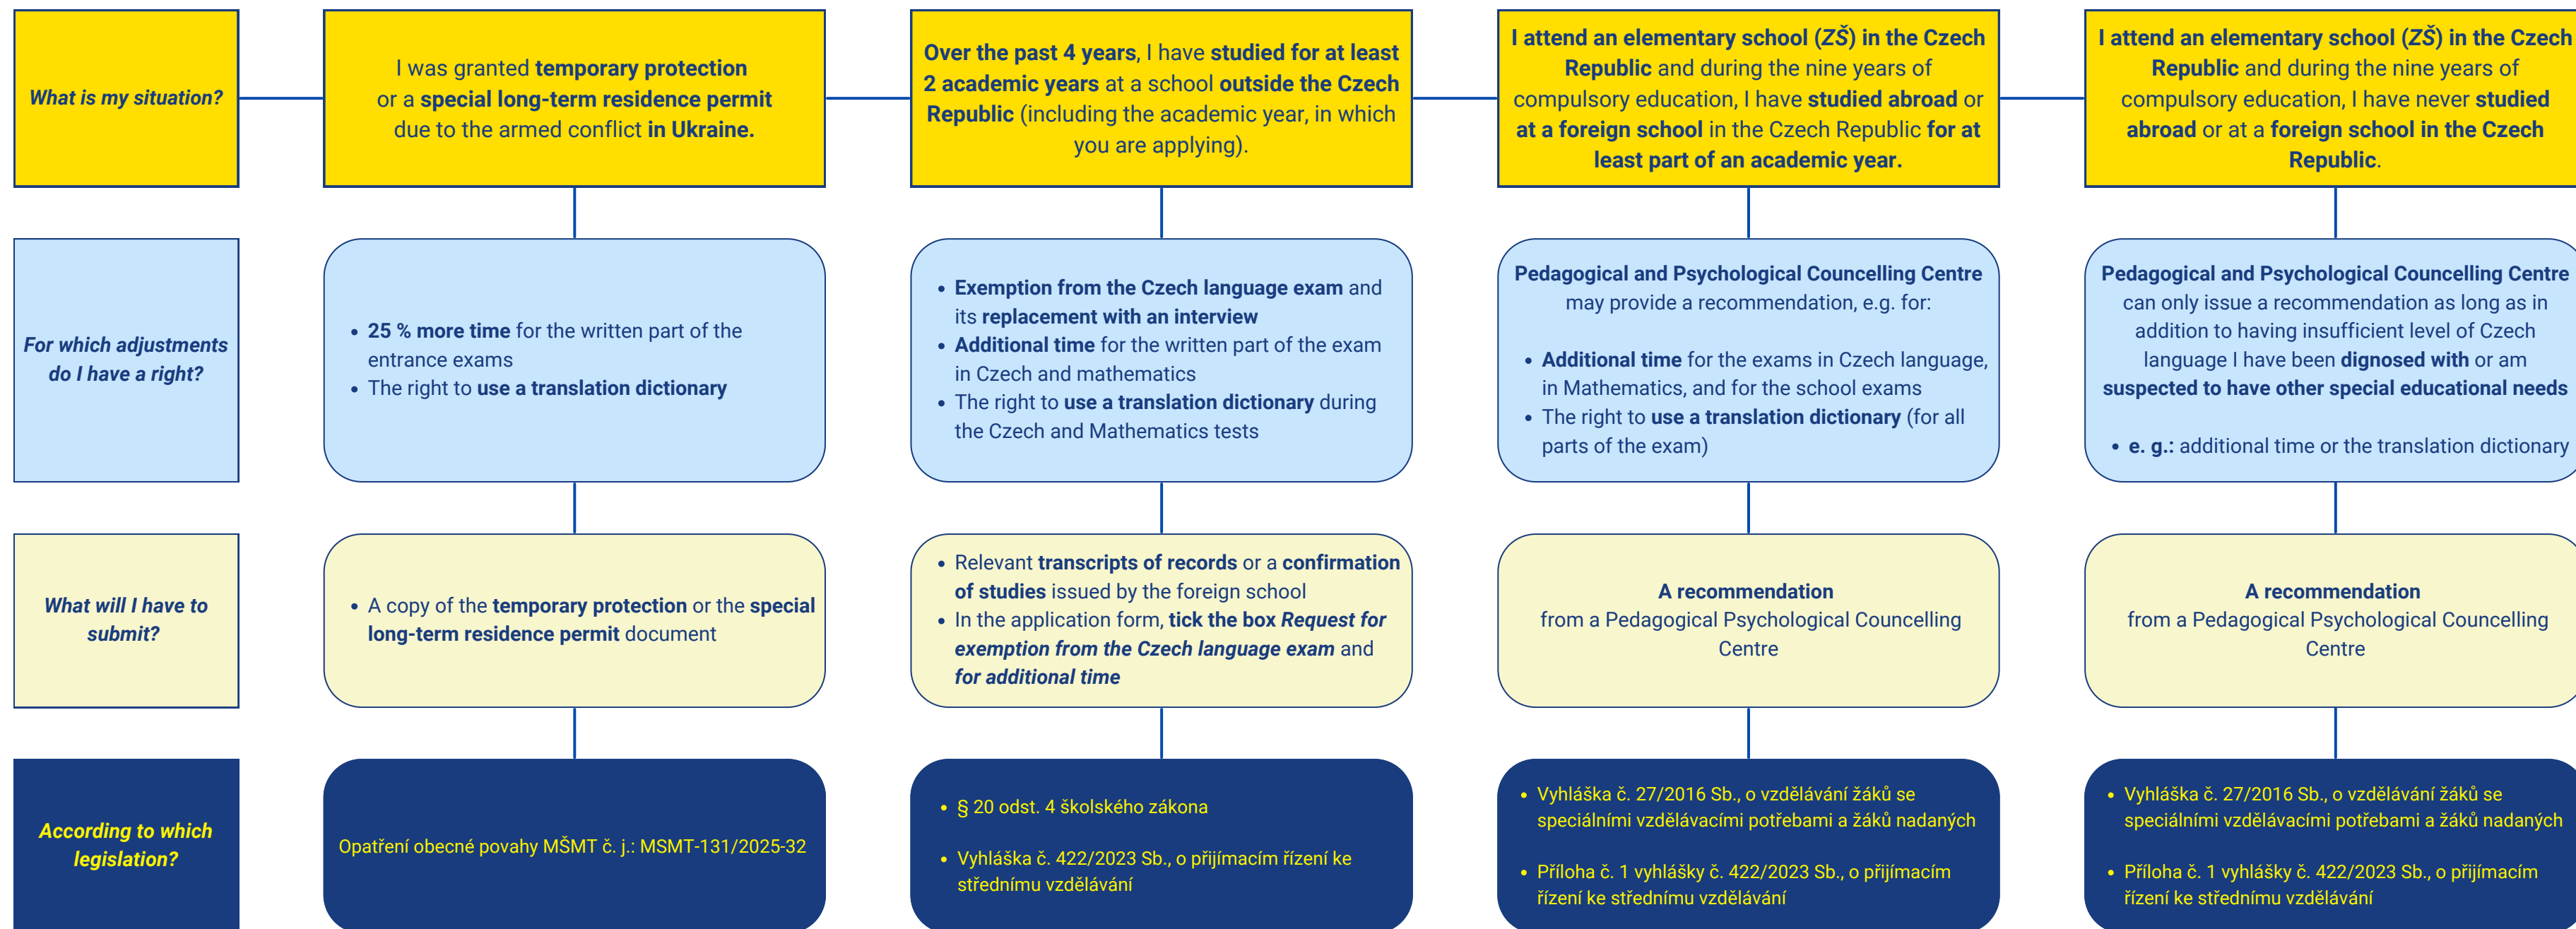 What is my situation?
I was granted temporary protection
or a special long-term residence permit
due to the armed conflict in Ukraine.
Over the past 4 years, I have studied for at least
2 academic years at a school outside the Czech
Republic (including the academic year, in which
you are applying).
I attend an elementary school (ZŠ) in the Czech
Republic and during the nine years of
compulsory education, I have studied abroad or
at a foreign school in the Czech Republic for at
least part of an academic year.
I attend an elementary school (ZŠ) in the Czech
Republic and during the nine years of
compulsory education, I have never studied
abroad or at a foreign school in the Czech
Republic.
For which adjustments
do I have a right?
• 25 % more time for the written part of the
entrance exams
• The right to use a translation dictionary
• Exemption from the Czech language exam and
its replacement with an interview
• Additional time for the written part of the exam
in Czech and mathematics
• The right to use a translation dictionary during
the Czech and Mathematics tests
Pedagogical and Psychological Councelling Centre
may provide a recommendation, e.g. for:
• Additional time for the exams in Czech language,
in Mathematics, and for the school exams
• The right to use a translation dictionary (for all
parts of the exam)
Pedagogical and Psychological Councelling Centre
can only issue a recommendation as long as in
addition to having insufficient level of Czech
language I have been dignosed with or am
suspected to have other special educational needs
• e. g.: additional time or the translation dictionary
What will I have to
submit?
• A copy of the temporary protection or the special
long-term residence permit document
• Relevant transcripts of records or a confirmation
of studies issued by the foreign school
• In the application form, tick the box Request for
exemption from the Czech language exam and
for additional time
A recommendation
from a Pedagogical Psychological Councelling
Centre
A recommendation
from a Pedagogical Psychological Councelling
Centre
According to which
legislation?
Opatření obecné povahy MŠMT č. j.: MSMT-131/2025-32
• § 20 odst. 4 školského zákona
• Vyhláška č. 422/2023 Sb., o přijímacím řízení ke
střednímu vzdělávání
• Vyhláška č. 27/2016 Sb., o vzdělávání žáků se
speciálními vzdělávacími potřebami a žáků nadaných
• Příloha č. 1 vyhlášky č. 422/2023 Sb., o přijímacím
řízení ke střednímu vzdělávání
• Vyhláška č. 27/2016 Sb., o vzdělávání žáků se
speciálními vzdělávacími potřebami a žáků nadaných
• Příloha č. 1 vyhlášky č. 422/2023 Sb., o přijímacím
řízení ke střednímu vzdělávání